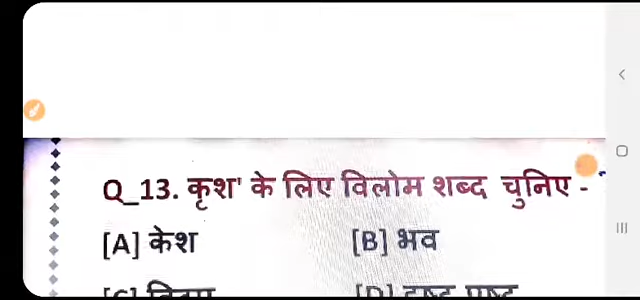 Q_13. कृश' के लिए विलोम शब्द चुनिए -
[A] केश [B] भव